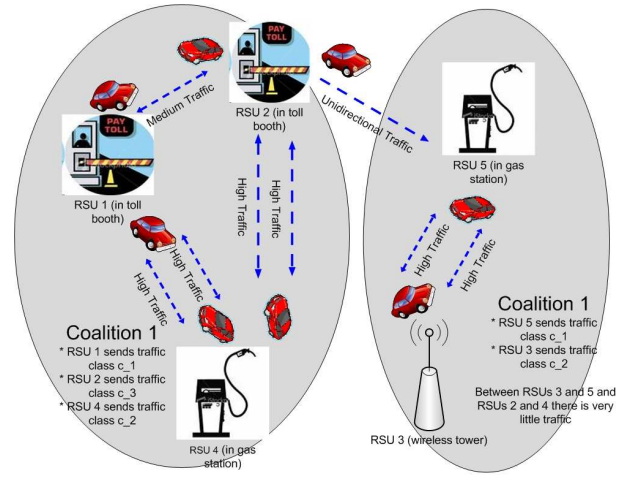 PAY
TOLL
RSU 2 (in toll
booth)
Medium Traffic
Unidirectional Traffic
PAY
TOLL
RSU 1 (in toll
booth)
RSU 5 (in gas
station)
High Traffic
High Traffic
High Traffic
High Traffic
High Traffic
High Traffic
Coalition 1
* RSU 1 sends traffic
class c_1
* RSU 2 sends traffic
class c_3
* RSU 4 sends traffic
class c_2
RSU 4 (in gas
station)
Coalition 1
* RSU 5 sends traffic
class c_1
* RSU 3 sends traffic
class c_2
Between RSUs 3 and 5 and
RSUs 2 and 4 there is very
little traffic
RSU 3 (wireless tower)